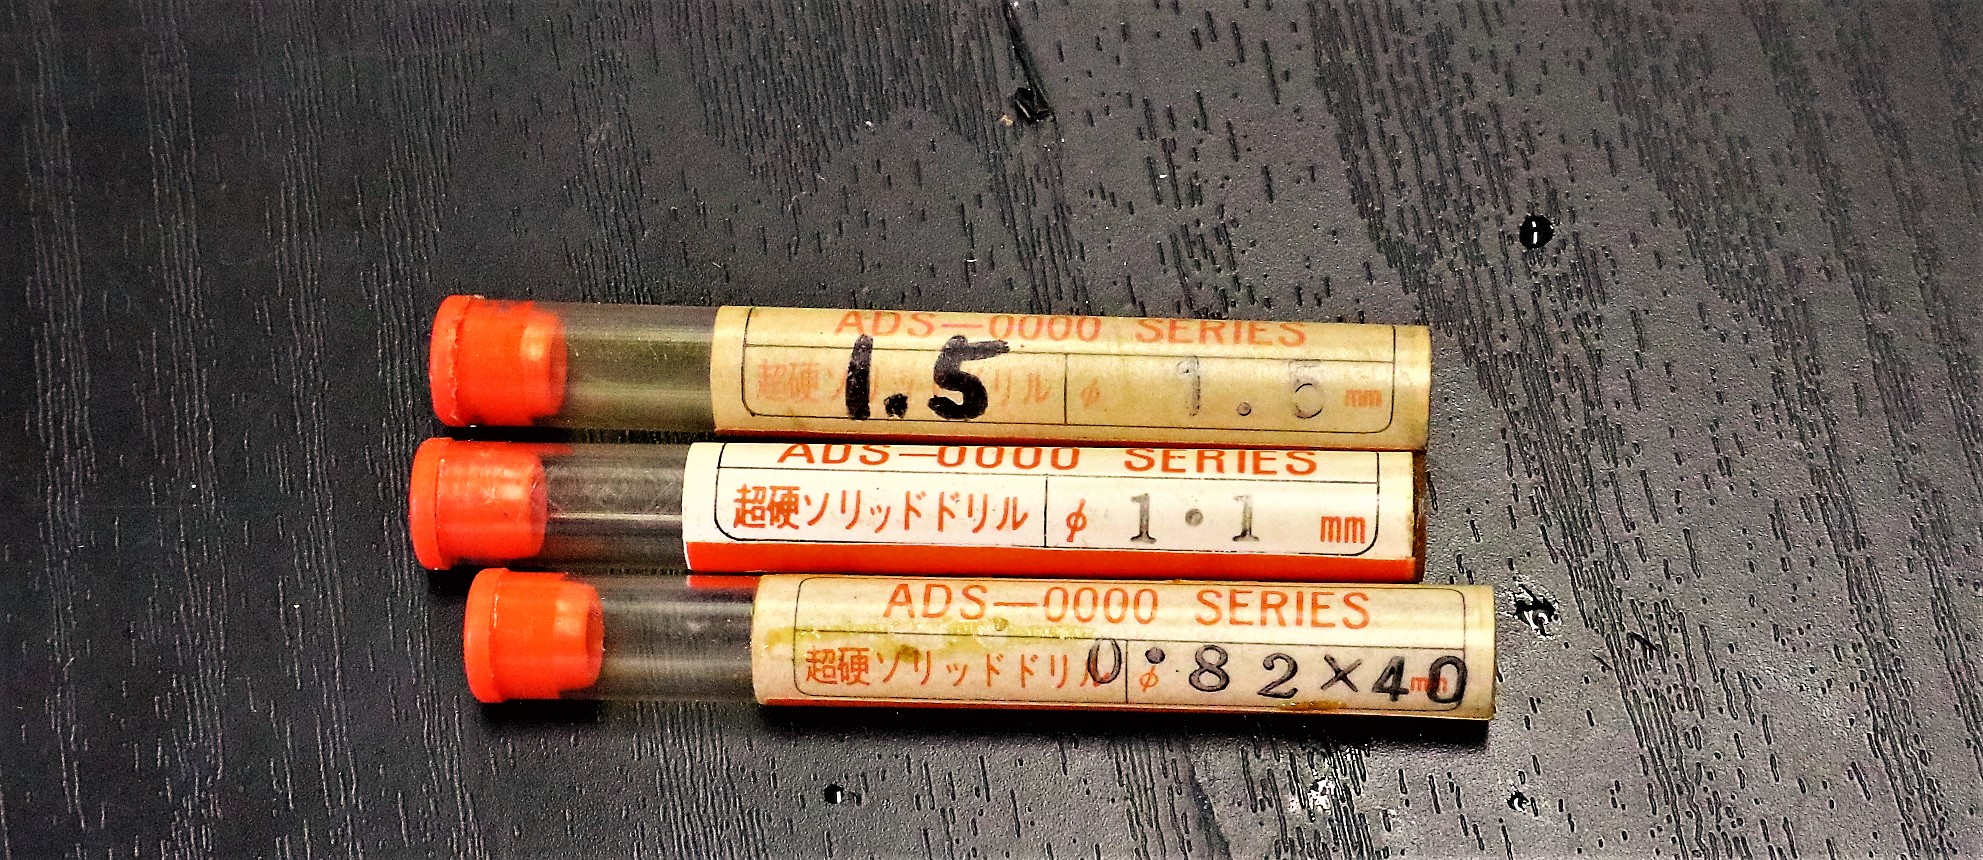 ADS—0000 SERIES
1.5
超硬ソリッドドリル φ 1.5 mm
ADS—0000 SERIES
超硬ソリッドドリル φ 1・1 mm
ADS—0000 SERIES
超硬ソリッドドリル φ 0・82×40 mm